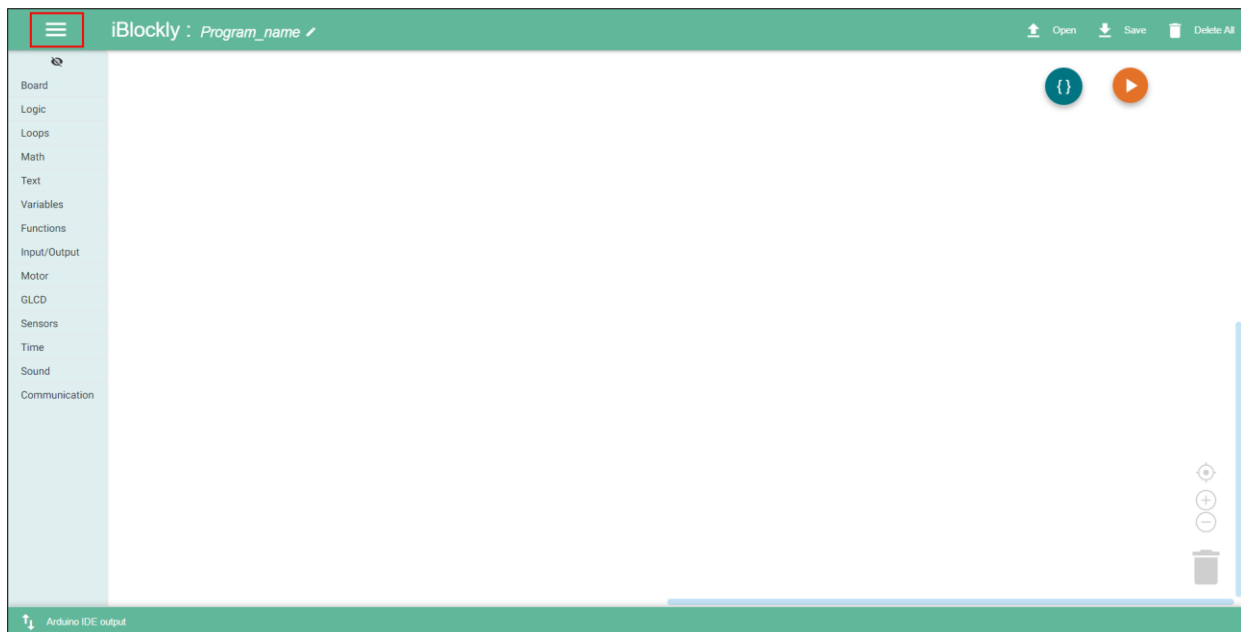 iBlockly : Program_name
Open
Save
Delete All
Board
Logic
Loops
Math
Text
Variables
Functions
Input/Output
Motor
GLCD
Sensors
Time
Sound
Communication
{ }
Arduino IDE output